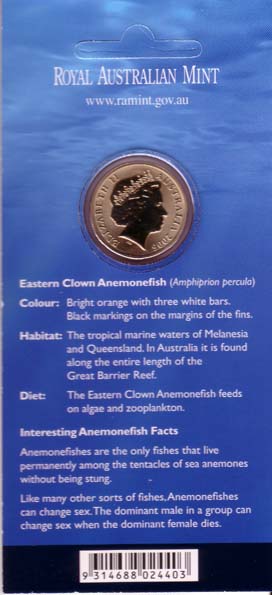 ROYAL AUSTRALIAN MINT
www.ramint.gov.au
ELIZABETH II AUSTRALIA
Eastern Clown Anemonefish (Amphiprion percula)
Colour: Bright orange with three white bars.
Black markings on the margins of the fins.
Habitat: The tropical marine waters of Melanesia
and Queensland. In Australia it is found
along the entire length of the
Great Barrier Reef.
Diet: The Eastern Clown Anemonefish feeds
on algae and zooplankton.
Interesting Anemonefish Facts
Anemonefishes are the only fishes that live
permanently among the tentacles of sea anemones
without being stung.
Like many other sorts of fishes, Anemonefishes
can change sex. The dominant male in a group can
change sex when the dominant female dies.
9 314688 024403